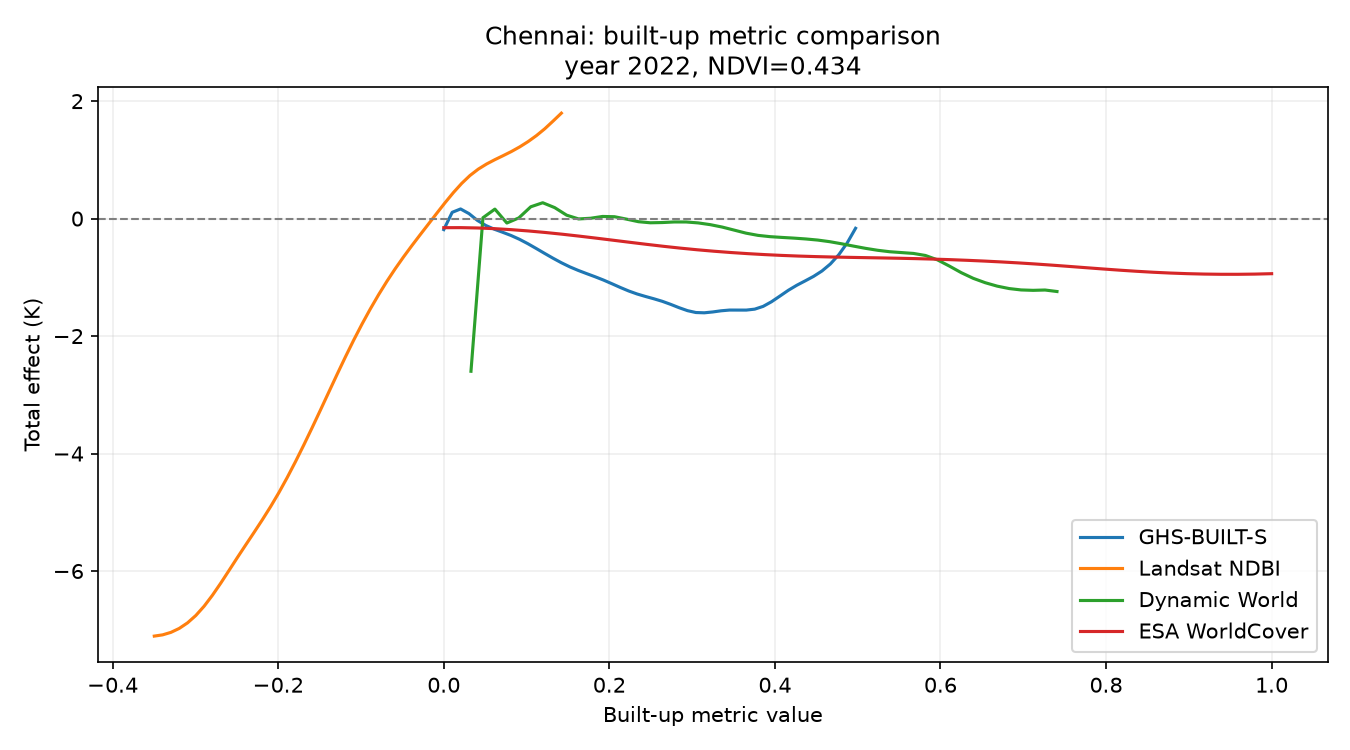 Chennai: built-up metric comparison
year 2022, NDVI=0.434
Total effect (K)
2
0
−2
−4
−6
−0.4
−0.2
0.0
0.2
0.4
0.6
0.8
1.0
Built-up metric value
GHS-BUILT-S
Landsat NDBI
Dynamic World
ESA WorldCover